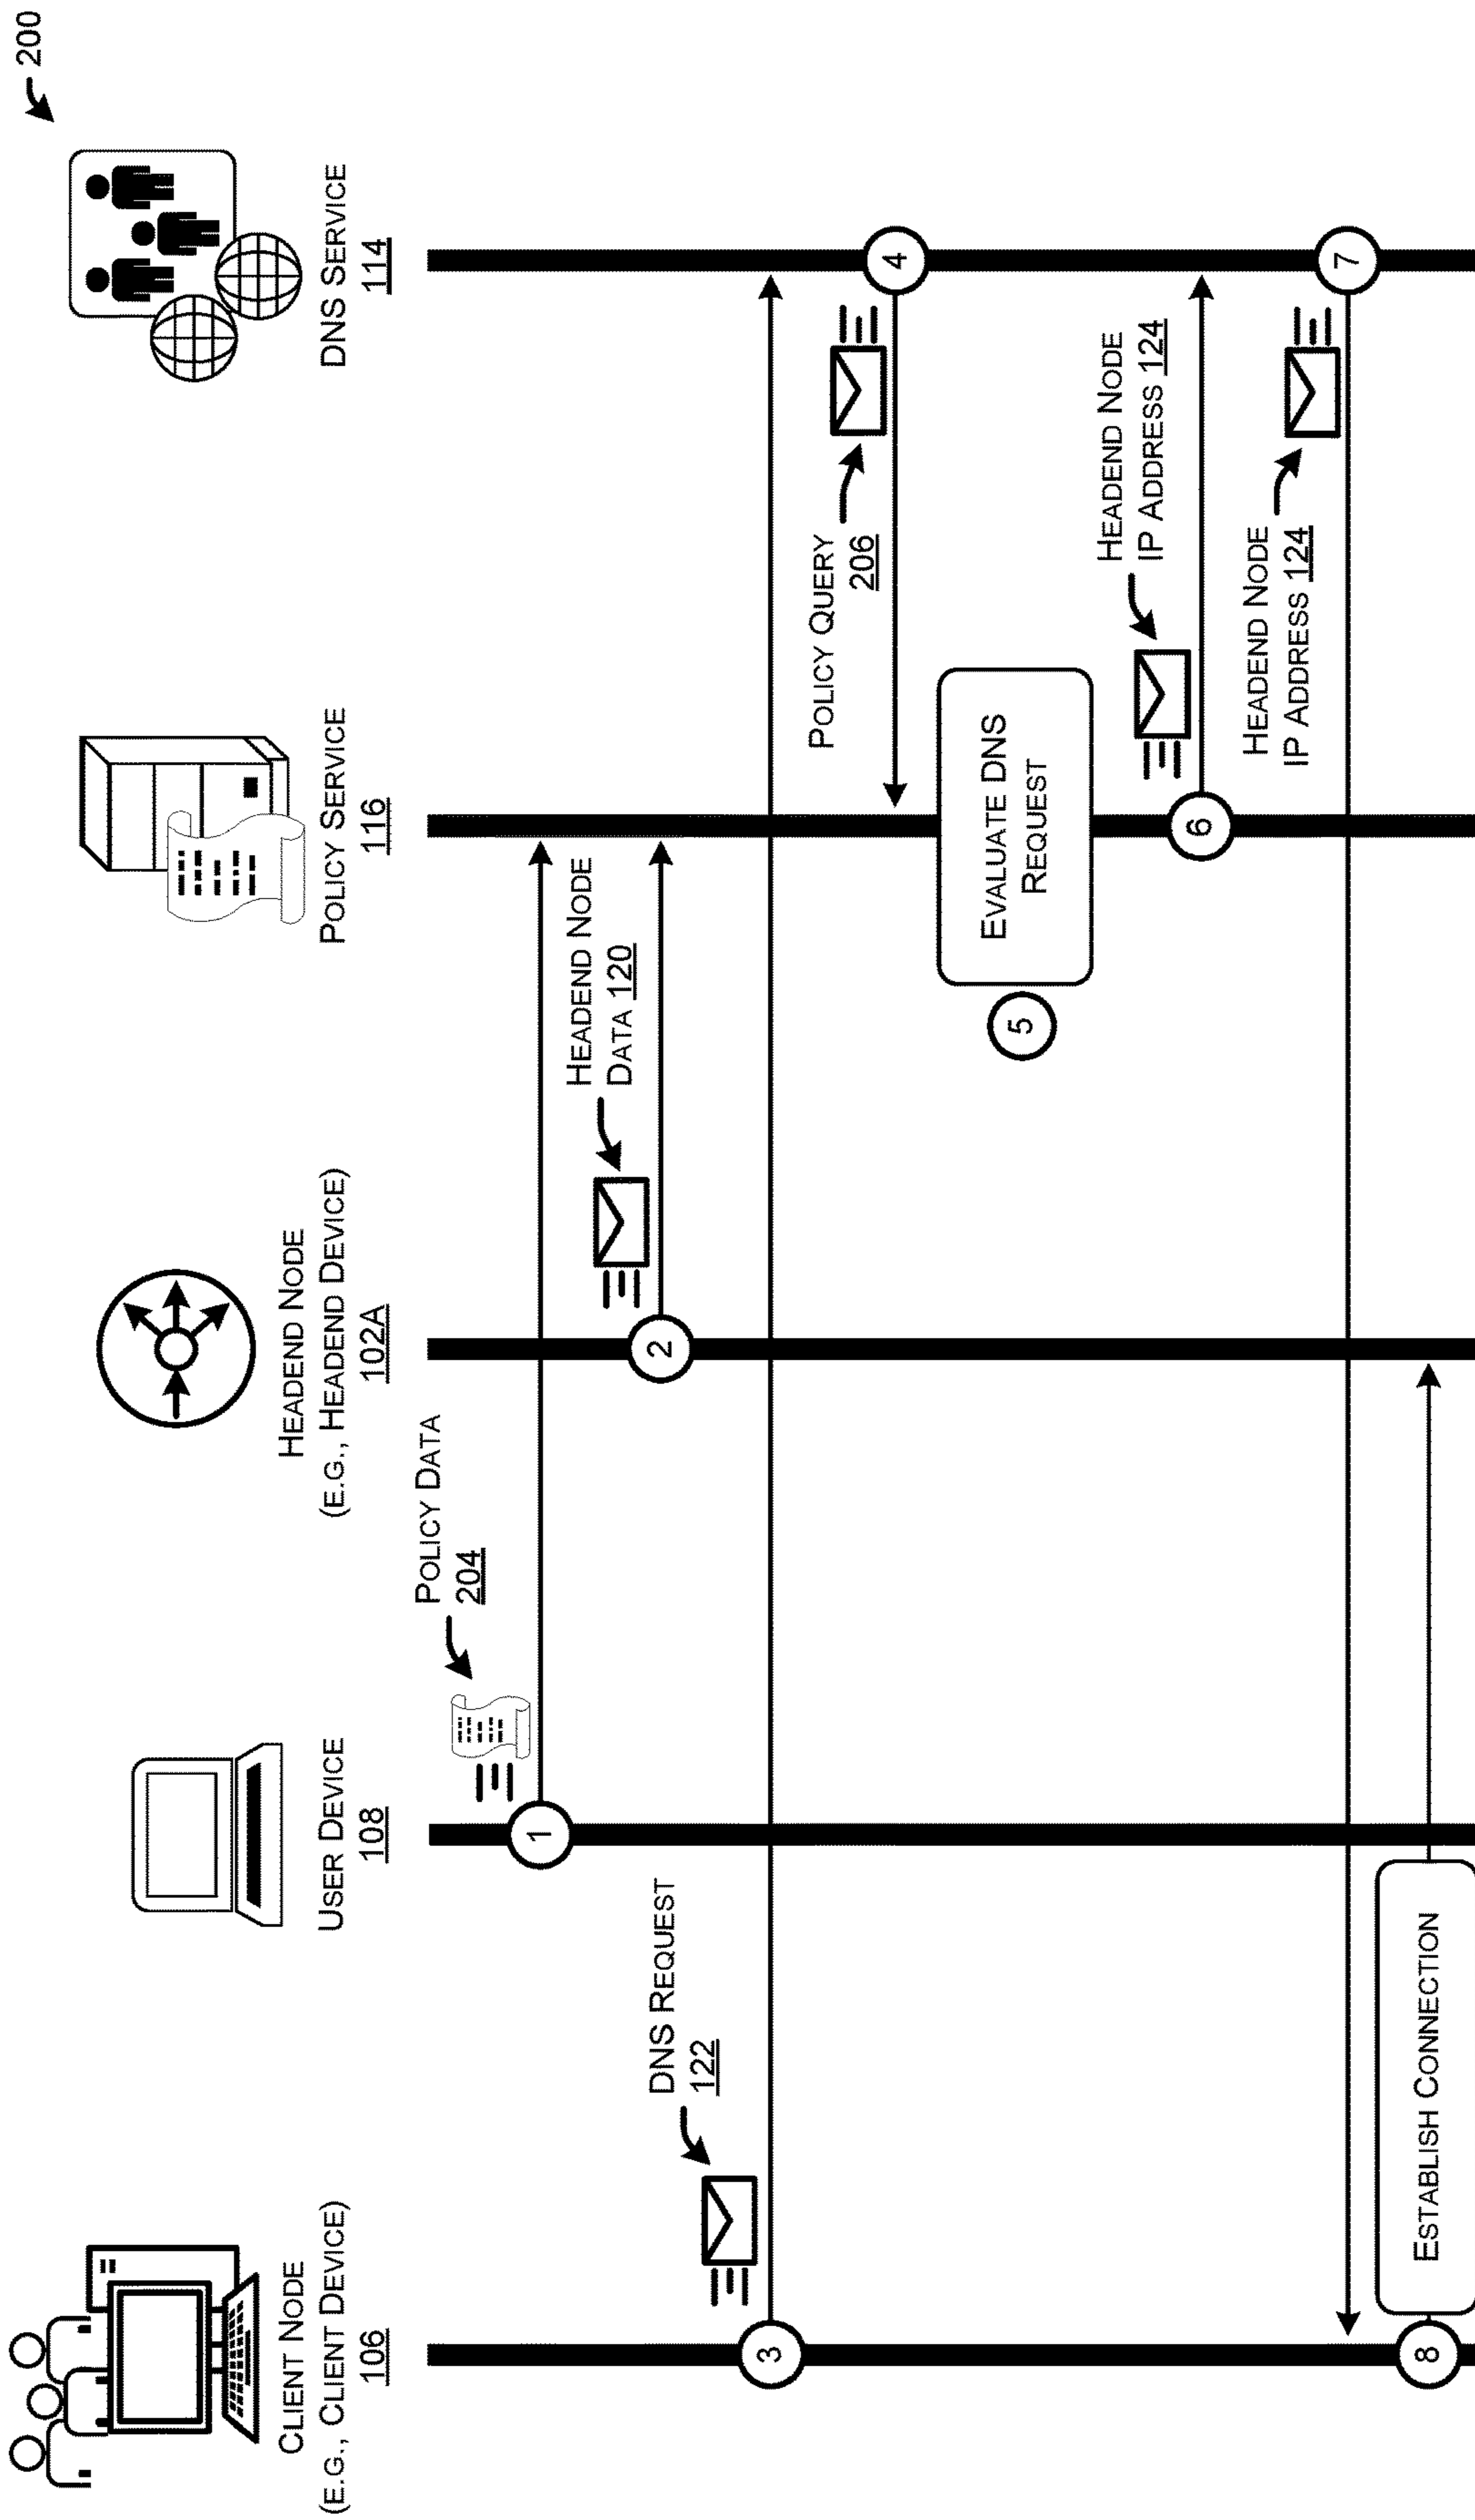 200
CLIENT NODE
(E.G., CLIENT DEVICE)
106
USER DEVICE
108
HEADEND NODE
(E.G., HEADEND DEVICE)
102A
POLICY SERVICE
116
DNS SERVICE
114
POLICY DATA
204
1
HEADEND NODE
DATA 120
2
DNS REQUEST
122
3
POLICY QUERY
206
4
5
EVALUATE DNS
REQUEST
HEADEND NODE
IP ADDRESS 124
6
HEADEND NODE
IP ADDRESS 124
7
8
ESTABLISH CONNECTION